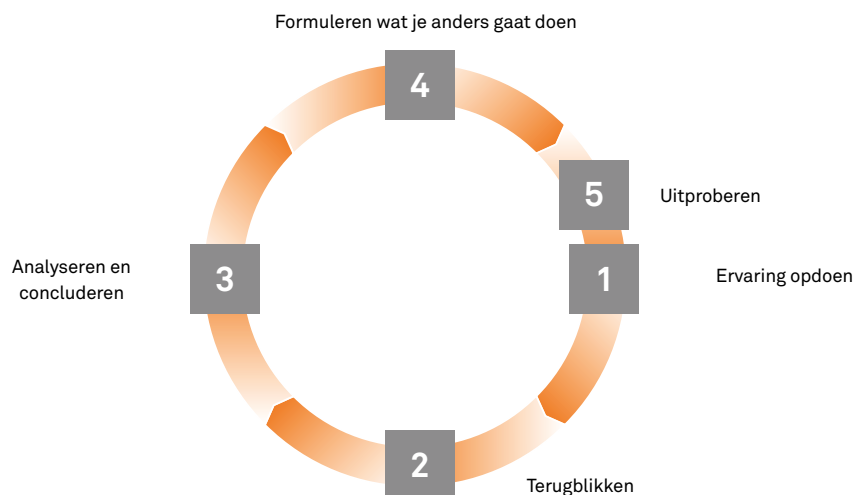 Formuleren wat je anders gaat doen
4
5
Uitproberen
Analyseren en
concluderen
3
1
Ervaring opdoen
2
Terugblikken